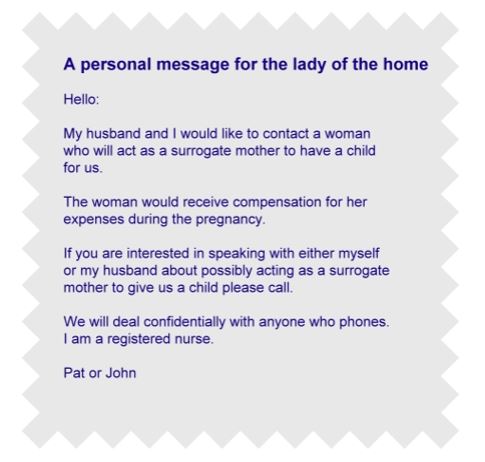 A personal message for the lady of the home
Hello:
My husband and I would like to contact a woman
who will act as a surrogate mother to have a child
for us.
The woman would receive compensation for her
expenses during the pregnancy.
If you are interested in speaking with either myself
or my husband about possibly acting as a surrogate
mother to give us a child please call.
We will deal confidentially with anyone who phones.
I am a registered nurse.
Pat or John